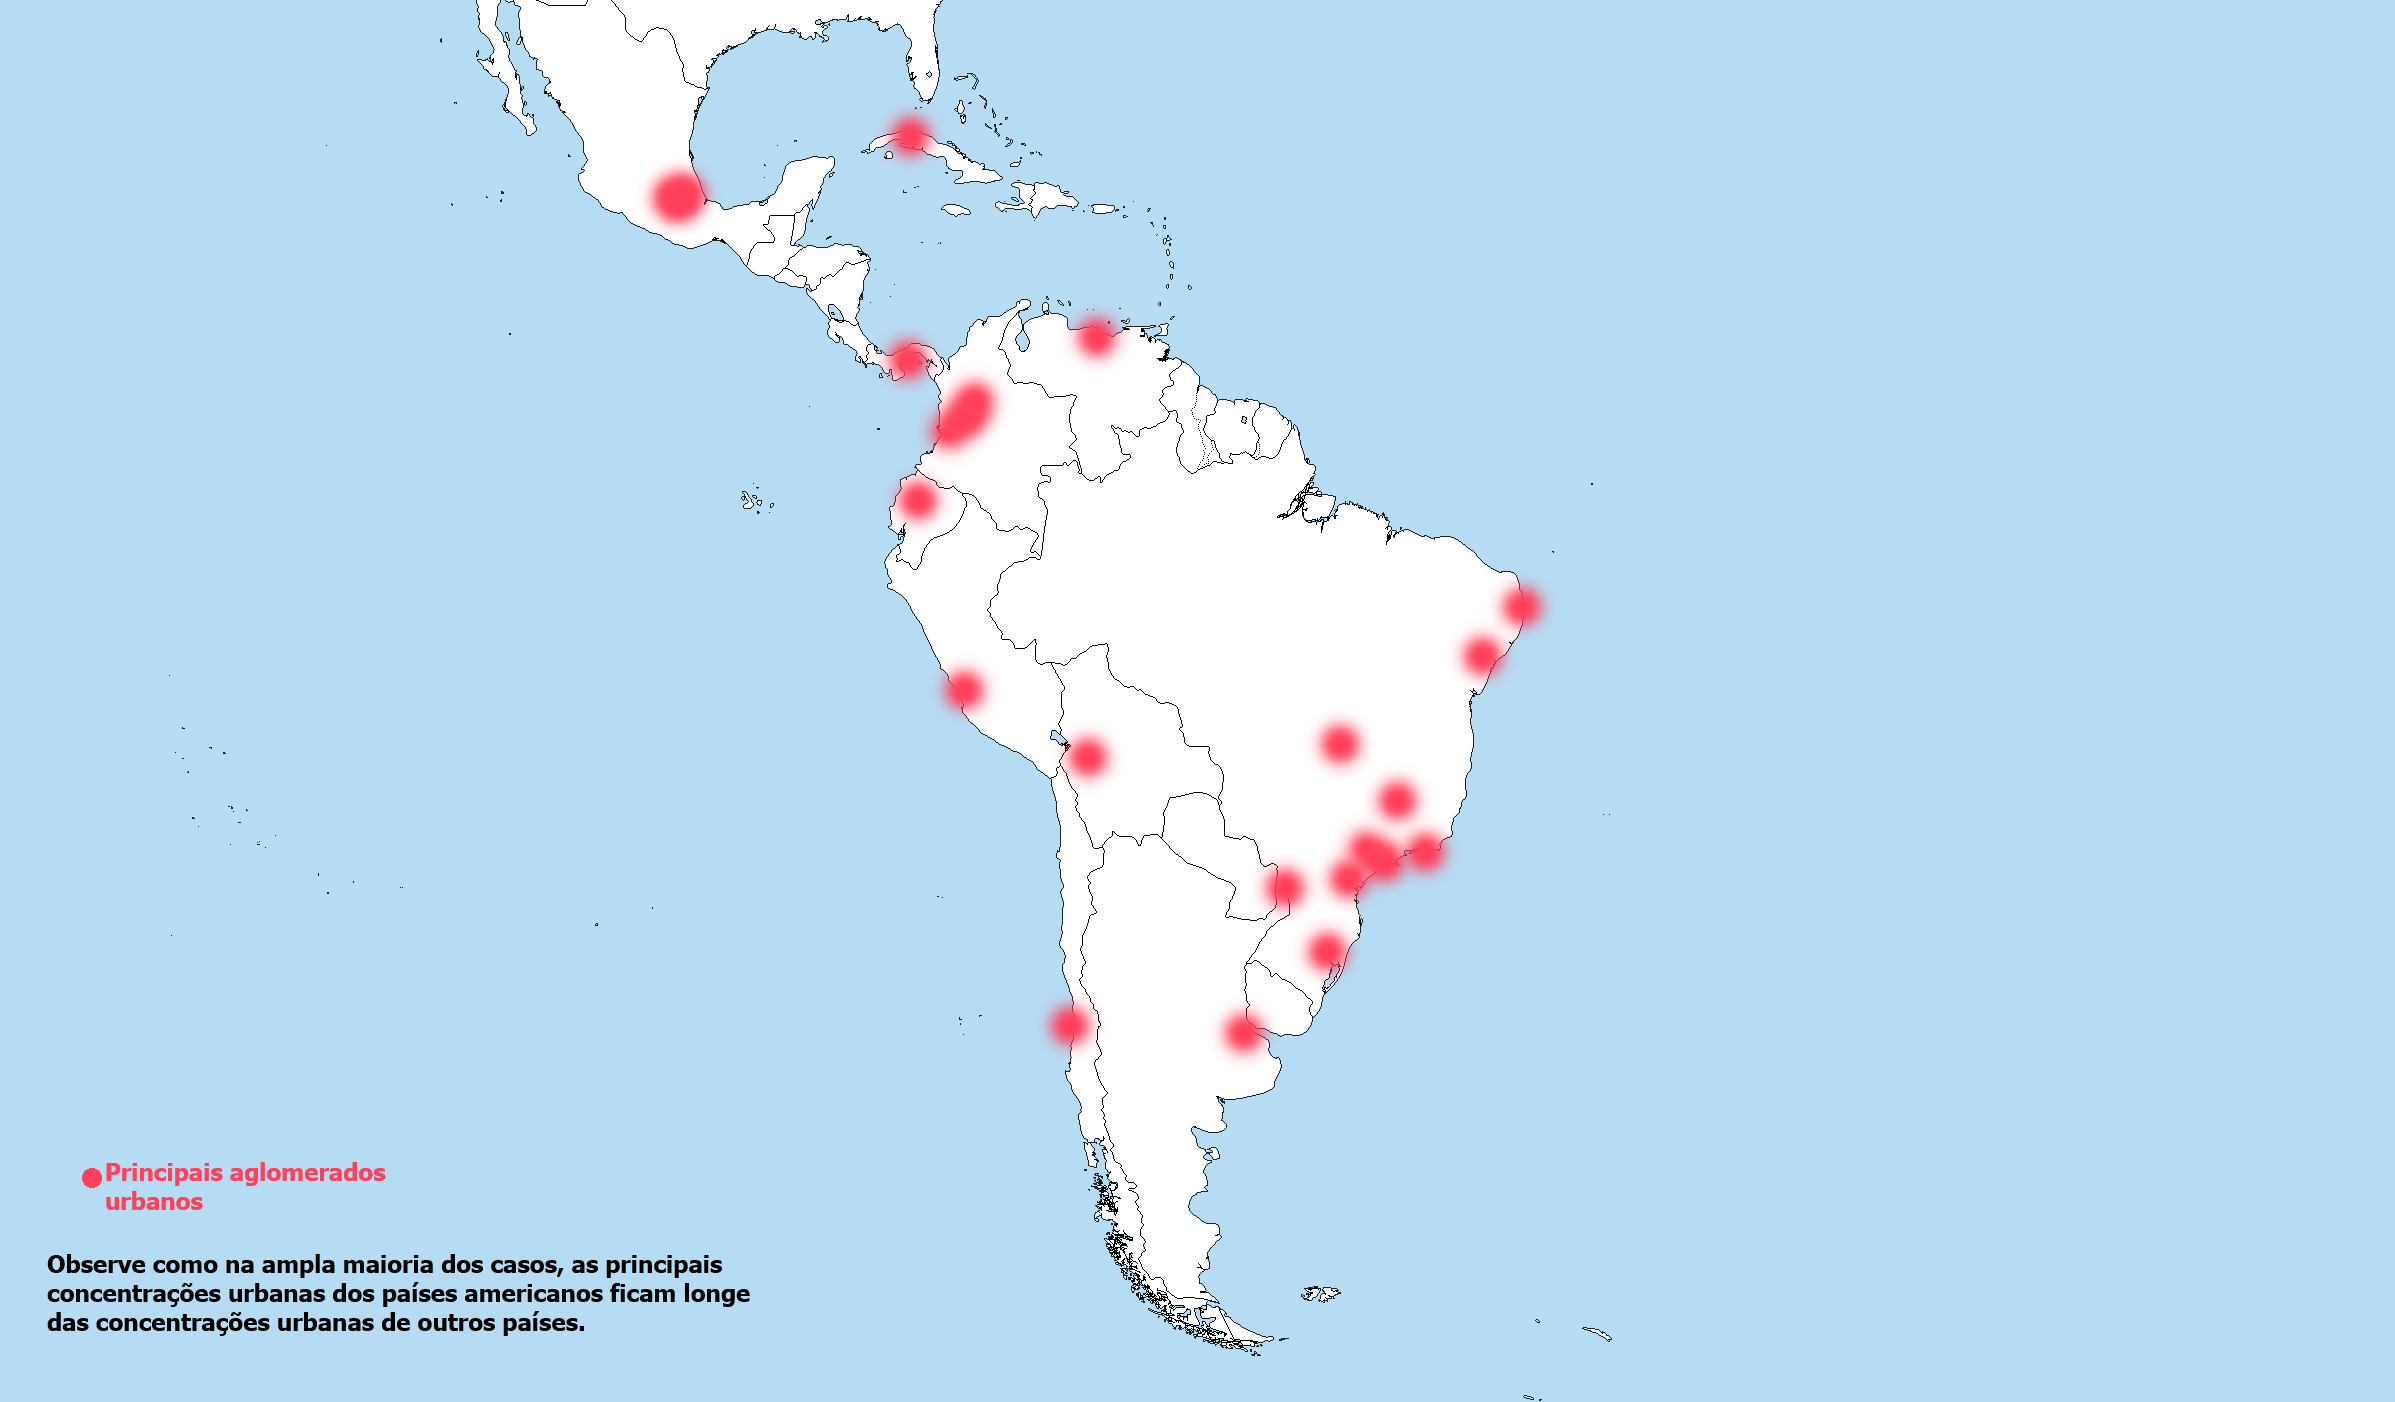 Principais aglomerados
urbanos
Observe como na ampla maioria dos casos, as principais
concentrações urbanas dos países americanos ficam longe
das concentrações urbanas de outros países.